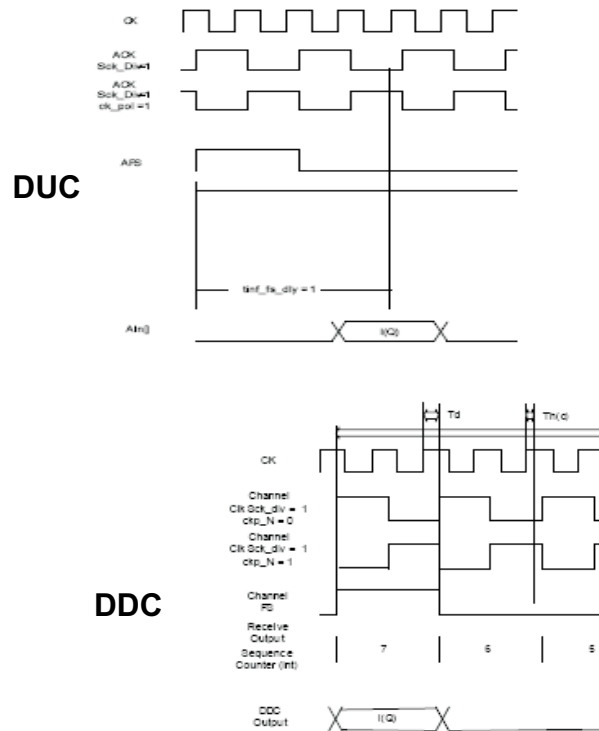 CK
ACK
Sck_Div=1
ACK
Sck_Div=1
ck_pol =1
AFS
DUC
tinf_fs_dly = 1
AIn[]
I(Q)
Td
Th(c)
CK
Channel
Clk Sck_div = 1
ckp_N = 0
Channel
Clk Sck_div = 1
ckp_N = 1
DDC
Channel
FS
Receive
Output
Sequence
Counter (Int)
7
6
5
DDC
Output
I(Q)